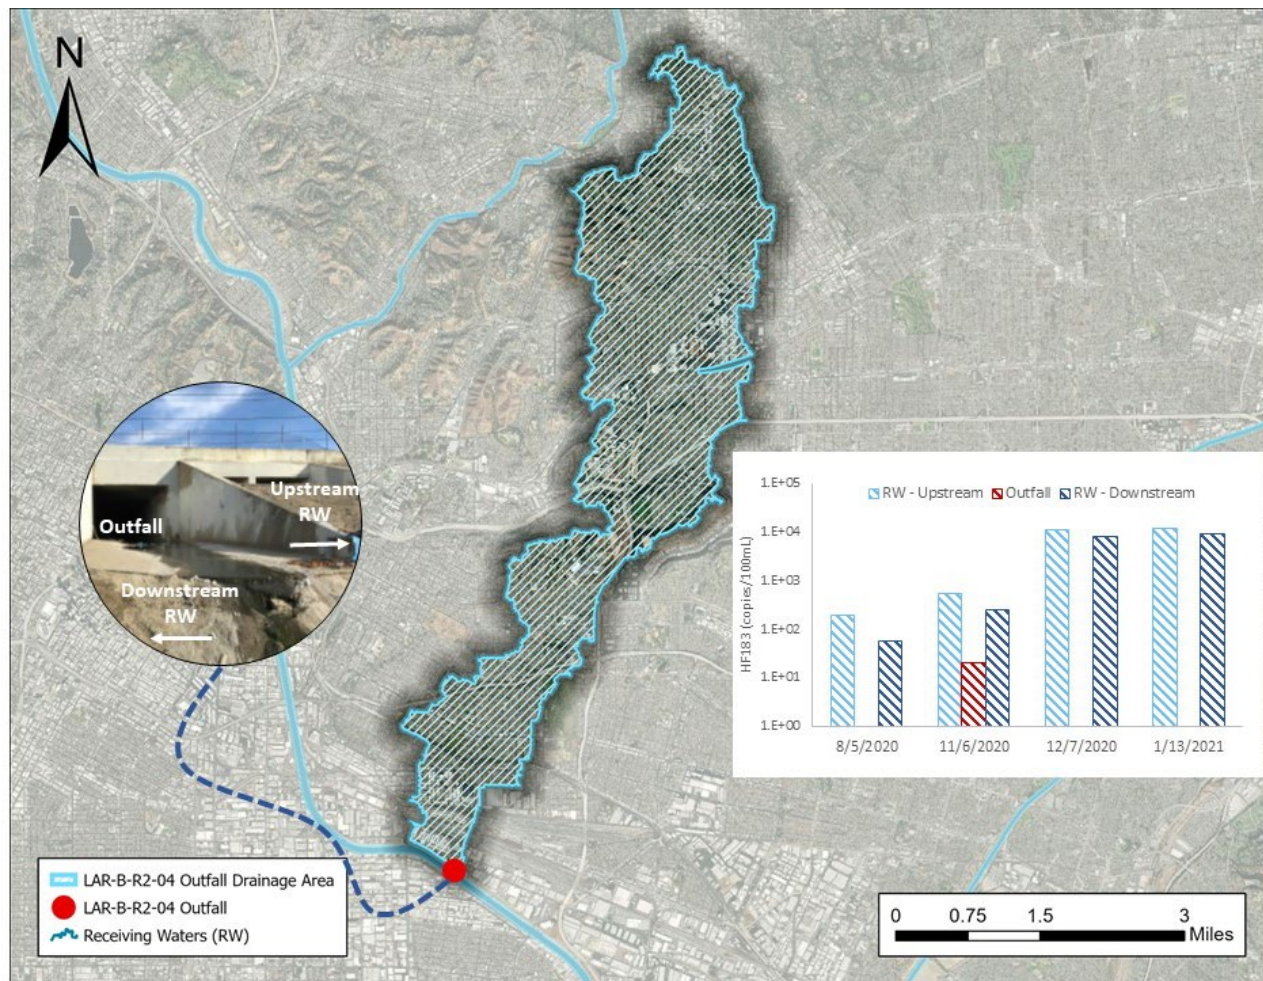 N
Outfall
Upstream
RW
Downstream
RW
1.E+05
1.E+04
1.E+03
1.E+02
1.E+01
1.E+00
HF183 (copies/100mL)
RW - Upstream
Outfall
RW - Downstream
8/5/2020
11/6/2020
12/7/2020
1/13/2021
LAR-B-R2-04 Outfall Drainage Area
LAR-B-R2-04 Outfall
Receiving Waters (RW)
0 0.75 1.5 3
Miles